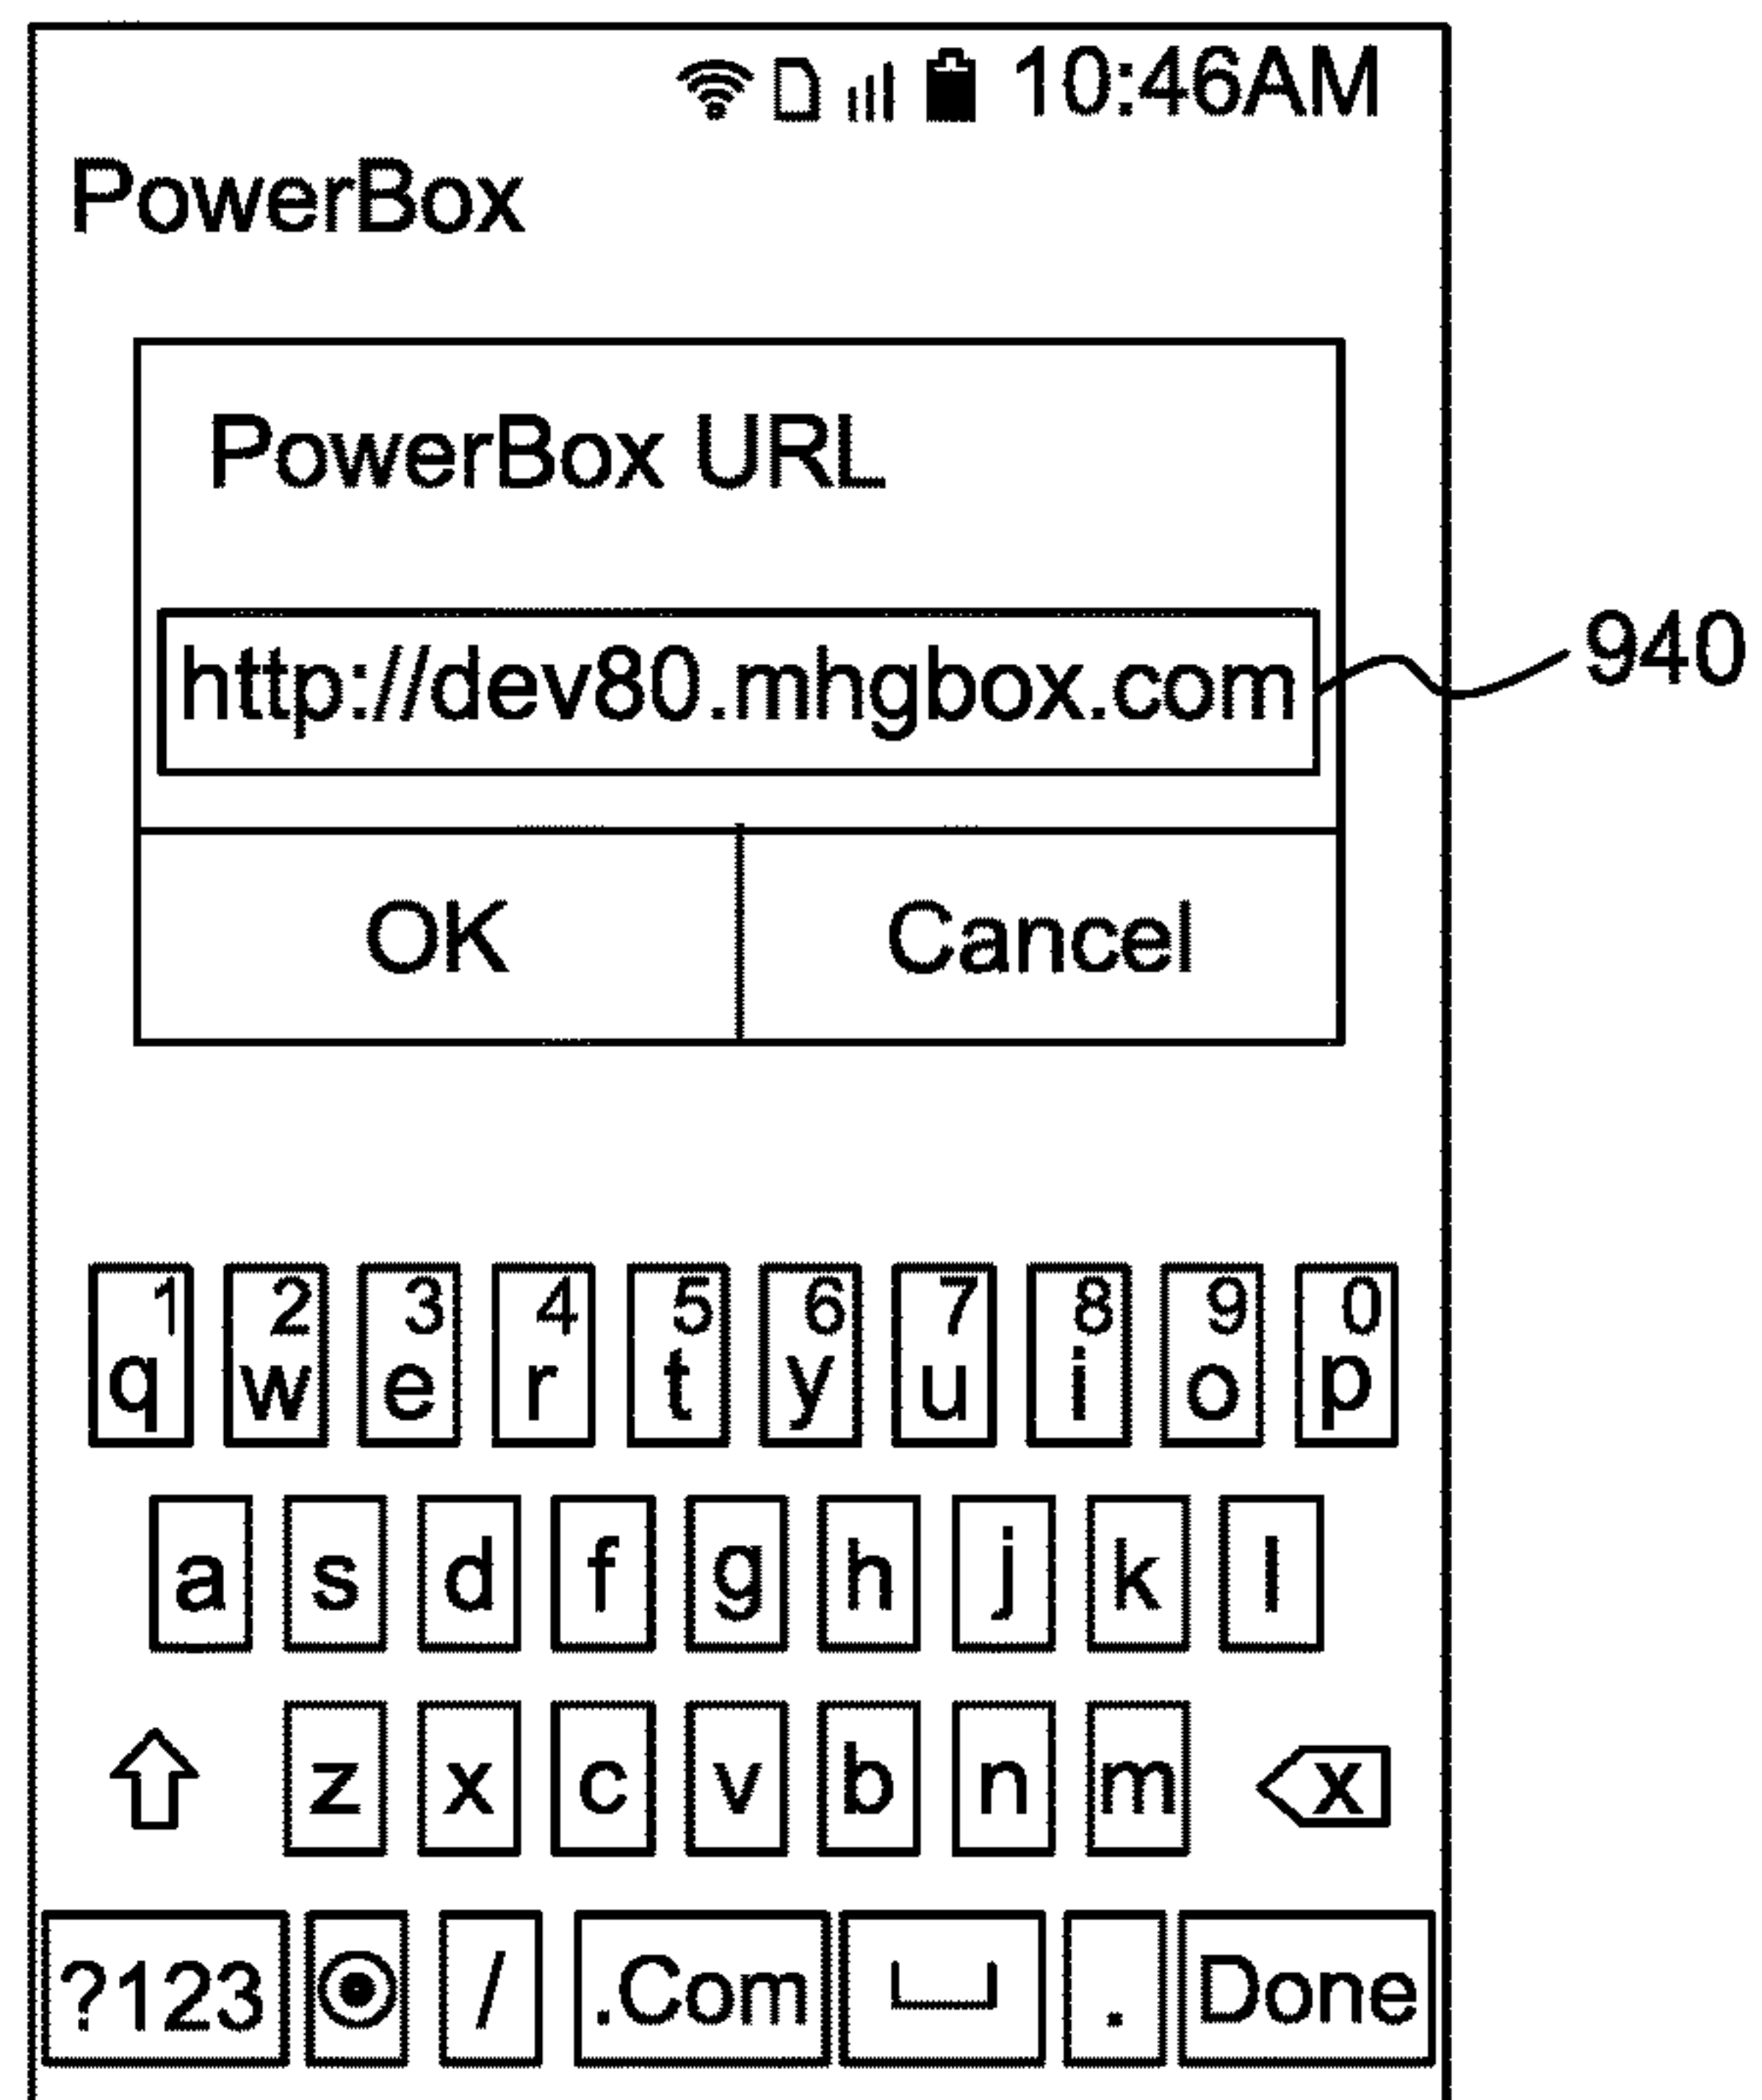 10:46AM
PowerBox
PowerBox URL
http://dev80.mhgbox.com
940
OK Cancel
1 2 3 4 5 6 7 8 9 0
q w e r t y u i o p
a s d f g h j k l
z x c v b n m x
?123 / .Com . Done